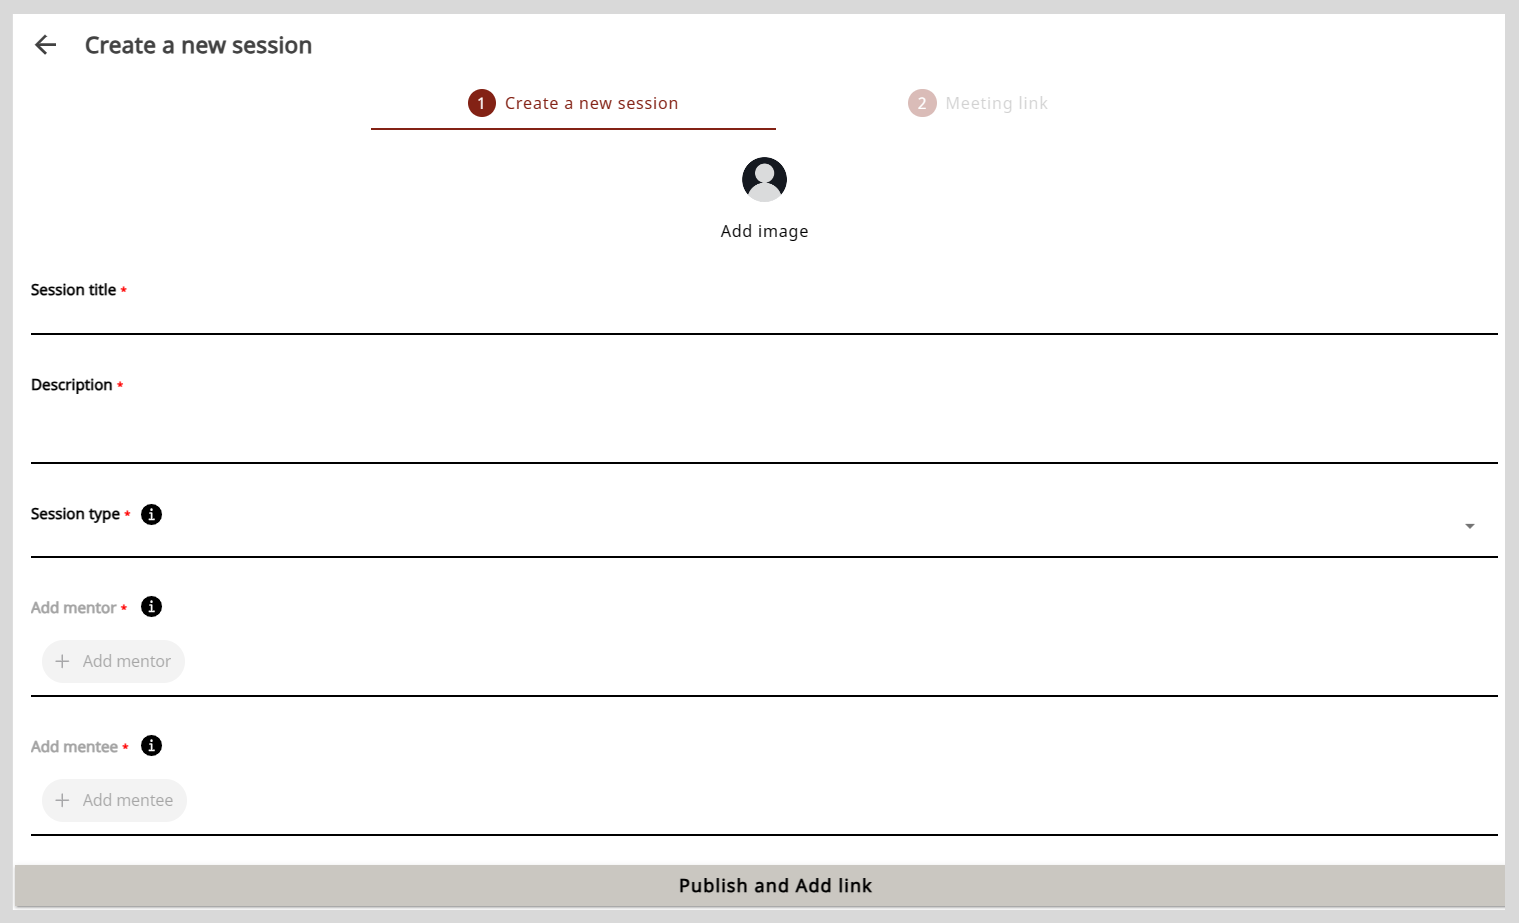 Create a new session
1 Create a new session
2 Meeting link
Add image
Session title *
Description *
Session type *
Add mentor *
+ Add mentor
Add mentee *
+ Add mentee
Publish and Add link